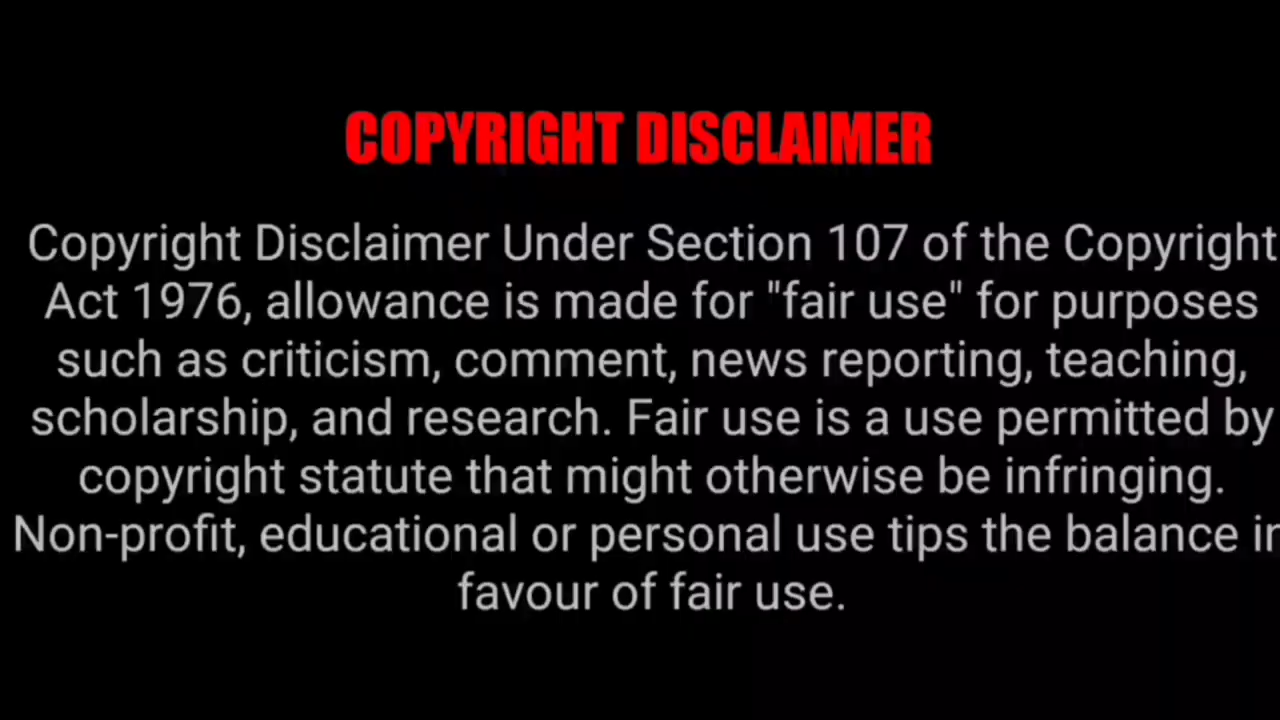 COPYRIGHT DISCLAIMER
Copyright Disclaimer Under Section 107 of the Copyright
Act 1976, allowance is made for "fair use" for purposes
such as criticism, comment, news reporting, teaching,
scholarship, and research. Fair use is a use permitted by
copyright statute that might otherwise be infringing.
Non-profit, educational or personal use tips the balance in
favour of fair use.